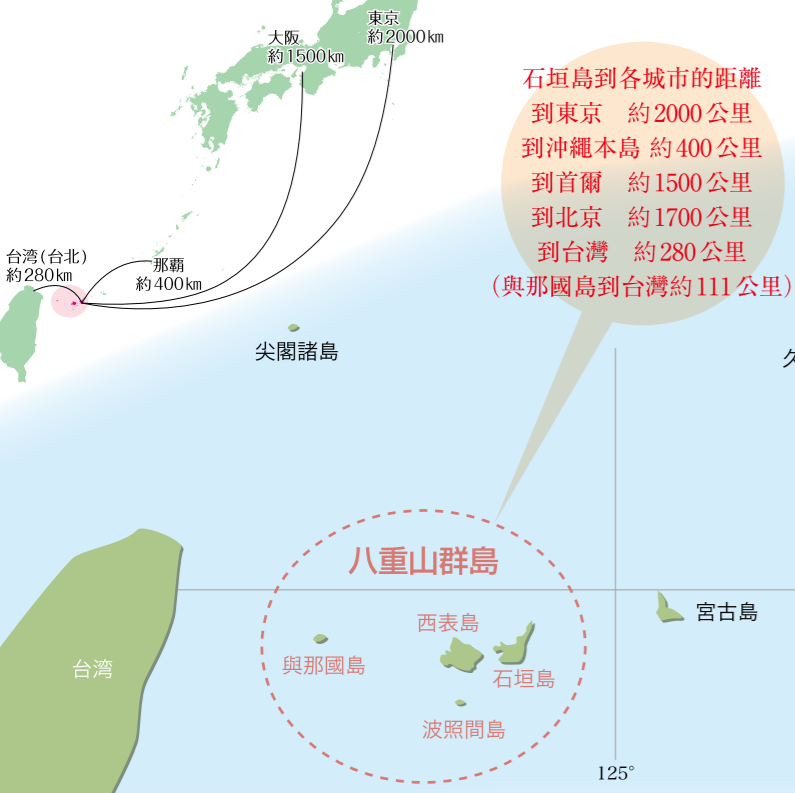 東京
約2000km
大阪
約1500km
石垣島到各城市的距離
到東京　約2000公里
到沖繩本島 約400公里
到首爾　約1500公里
到北京　約1700公里
到台灣　約280公里
(與那國島到台灣約111公里)
台湾(台北)
約280km
那覇
約400km
尖閣諸島
久
八重山群島
西表島
宮古島
與那國島
台湾
石垣島
波照間島
125°